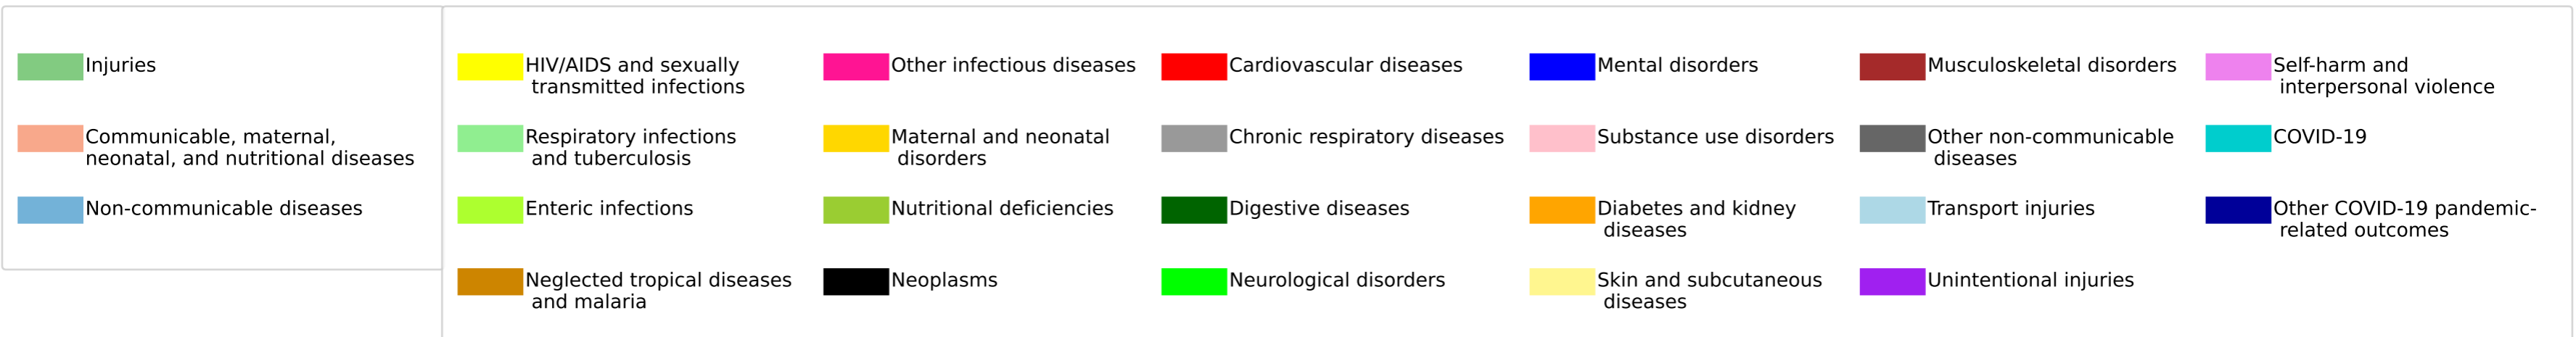 Injuries
Communicable, maternal,
neonatal, and nutritional diseases
Non-communicable diseases
HIV/AIDS and sexually
transmitted infections
Respiratory infections
and tuberculosis
Enteric infections
Neglected tropical diseases
and malaria
Other infectious diseases
Maternal and neonatal
disorders
Nutritional deficiencies
Neoplasms
Cardiovascular diseases
Chronic respiratory diseases
Digestive diseases
Neurological disorders
Mental disorders
Substance use disorders
Diabetes and kidney
diseases
Skin and subcutaneous
diseases
Musculoskeletal disorders
Other non-communicable
diseases
Transport injuries
Unintentional injuries
Self-harm and
interpersonal violence
COVID-19
Other COVID-19 pandemic-
related outcomes